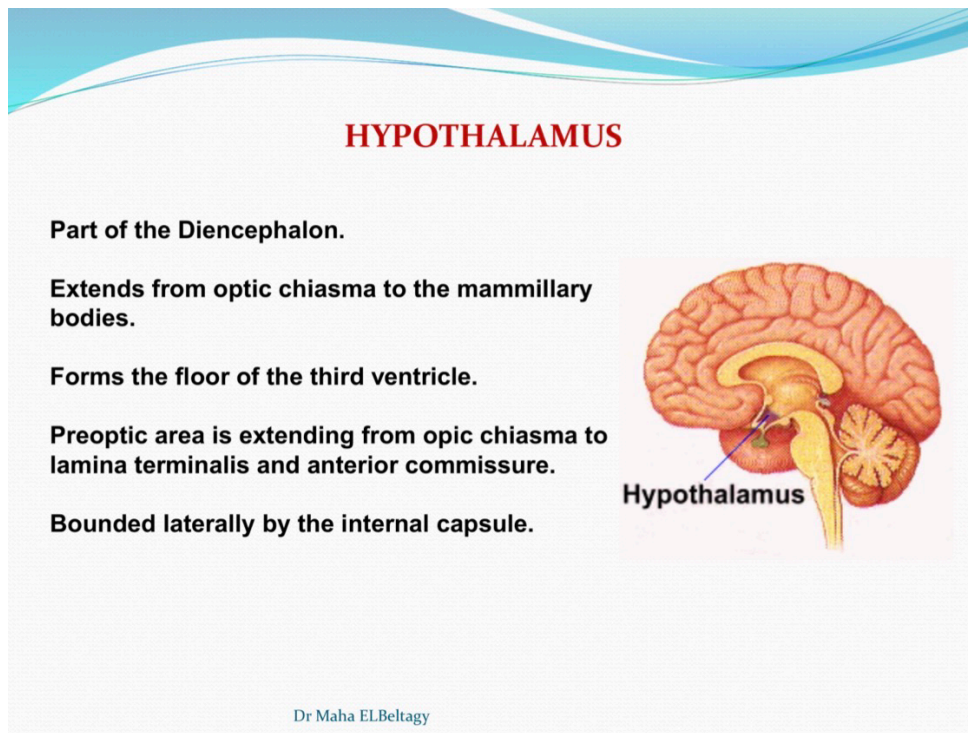 HYPOTHALAMUS
Part of the Diencephalon.
Extends from optic chiasma to the mammillary
bodies.
Forms the floor of the third ventricle.
Preoptic area is extending from opic chiasma to
lamina terminalis and anterior commissure.
Bounded laterally by the internal capsule.
Hypothalamus
Dr Maha ELBeltagy